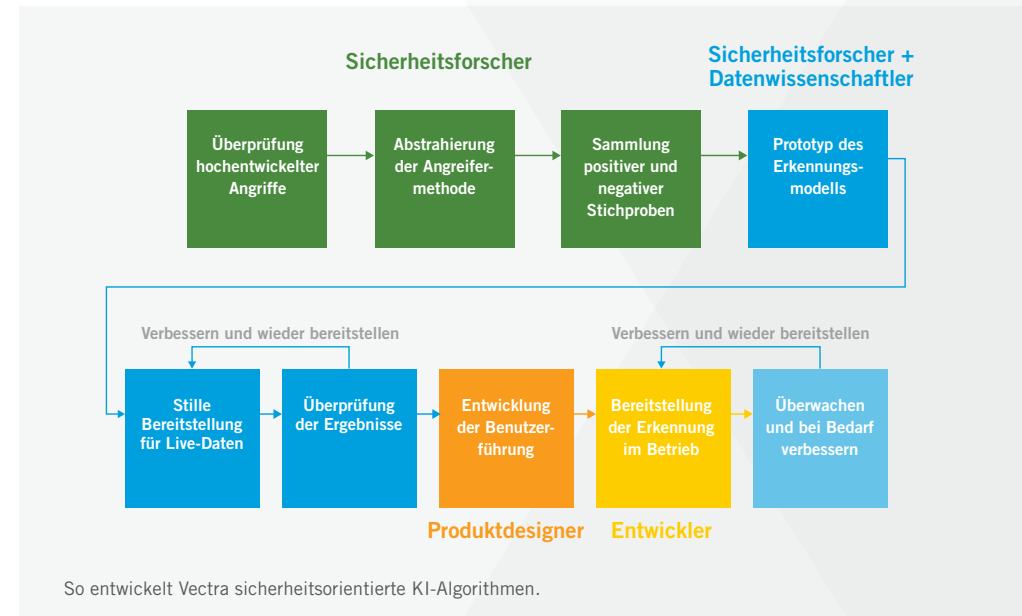 Sicherheitsforscher
Sicherheitsforscher +
Datenwissenschaftler
Überprüfung
hochentwickelter
Angriffe
Abstrahierung
der Angreifer-
methode
Sammlung
positiver und
negativer
Stichproben
Prototyp des
Erkennungs-
modells
Verbessern und wieder bereitstellen
Verbessern und wieder bereitstellen
Stille
Bereitstellung
für Live-Daten
Überprüfung
der Ergebnisse
Entwicklung
der Benutzer-
führung
Bereitstellung
der Erkennung
im Betrieb
Überwachen
und bei Bedarf
verbessern
Produktdesigner
Entwickler
So entwickelt Vectra sicherheitsorientierte KI-Algorithmen.